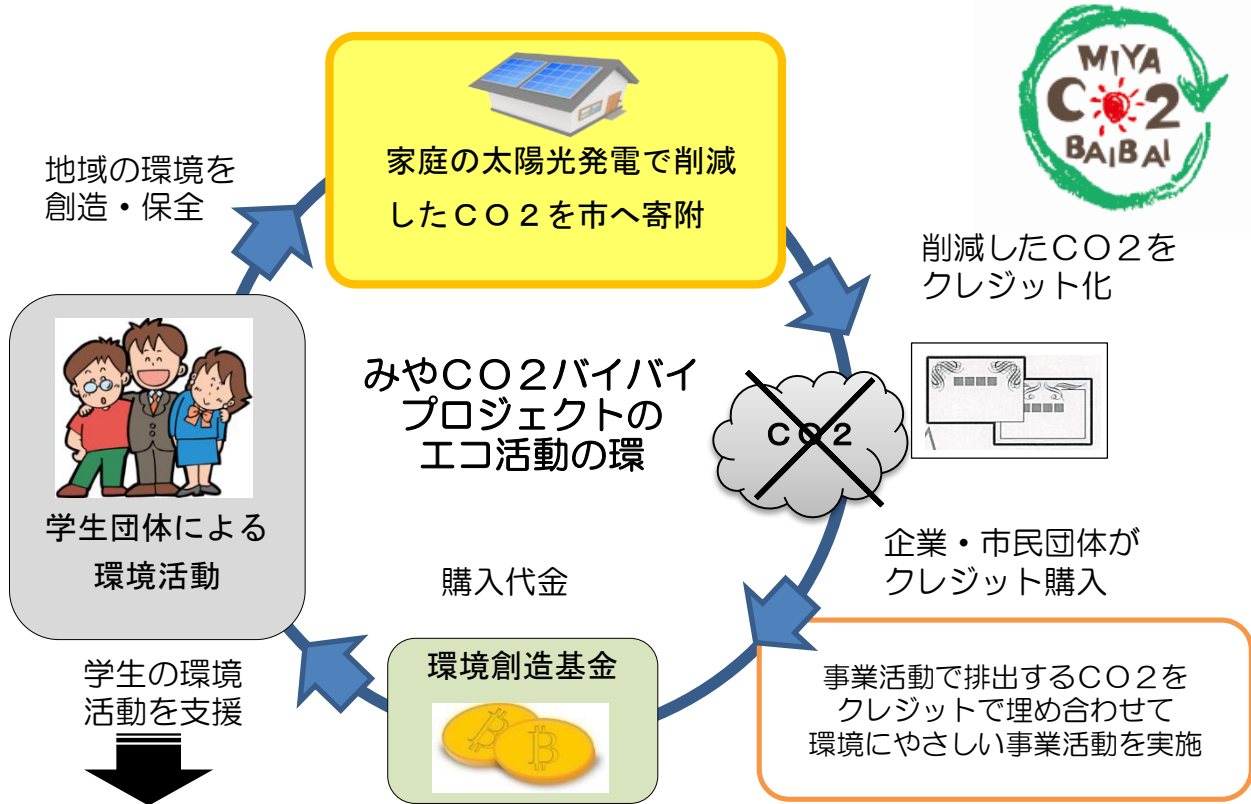 MIYA
CO2
BAIBAI
家庭の太陽光発電で削減
したCO2を市へ寄附
地域の環境を
創造・保全
削減したCO2を
クレジット化
みやCO2バイバイ
プロジェクトの
エコ活動の環
CO2
学生団体による
環境活動
企業・市民団体が
クレジット購入
購入代金
環境創造基金
事業活動で排出するCO2を
クレジットで埋め合わせて
環境にやさしい事業活動を実施
学生の環境
活動を支援